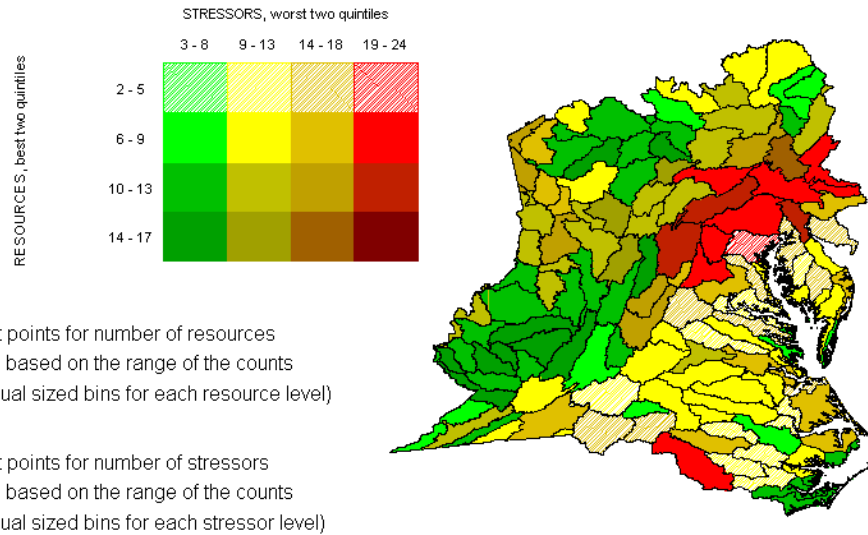 STRESSORS, worst two quintiles
3 - 8 9 - 13 14 - 18 19 - 24
RESOURCES, best two quintiles
2 - 5
6 - 9
10 - 13
14 - 17
t points for number of resources
based on the range of the counts
ual sized bins for each resource level)
t points for number of stressors
based on the range of the counts
ual sized bins for each stressor level)